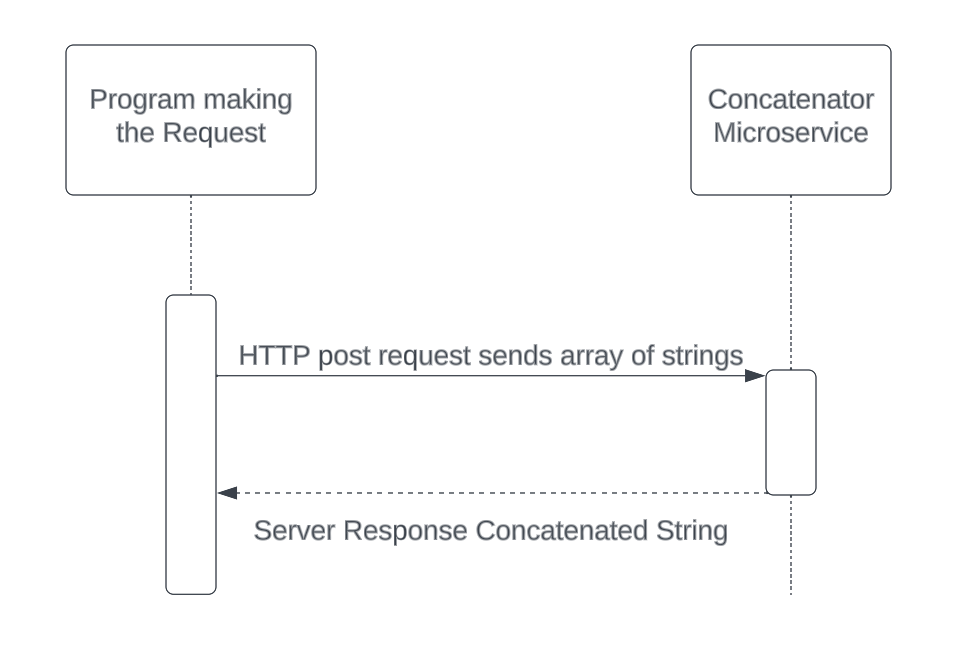 Program making
the Request
Concatenator
Microservice
HTTP post request sends array of strings
Server Response Concatenated String